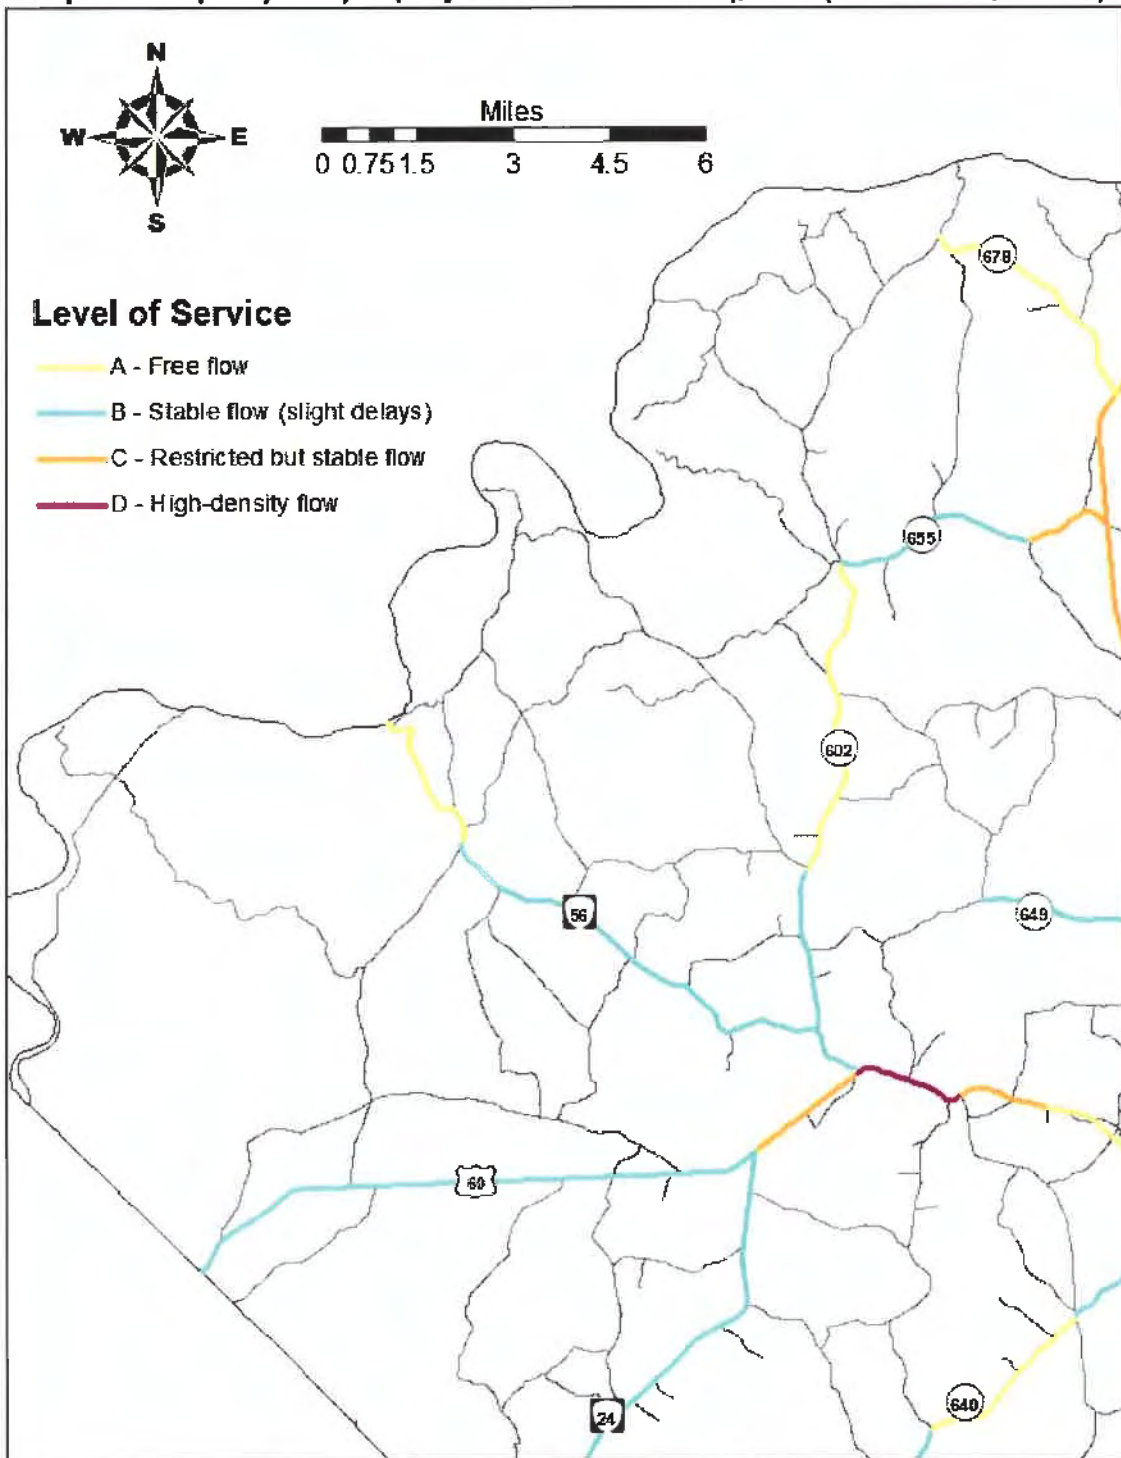 N
W E
S
Miles
0 0.75 1.5 3 4.5 6
Level of Service
A - Free flow
B - Stable flow (slight delays)
C - Restricted but stable flow
D - High-density flow
678
655
602
56
649
60
640
24